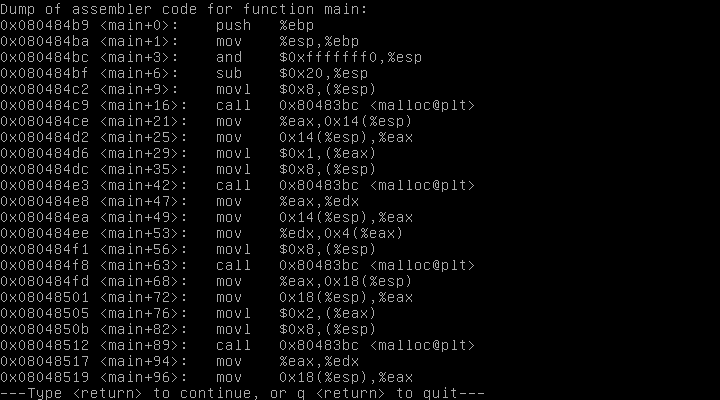 Dump of assembler code for function main:
0x080484b9 <main+0>:    push   %ebp
0x080484ba <main+1>:    mov    %esp,%ebp
0x080484bc <main+3>:    and    $0xfffffff0,%esp
0x080484bf <main+6>:    sub    $0x20,%esp
0x080484c2 <main+9>:    movl   $0x8,(%esp)
0x080484c9 <main+16>:   call   0x80483bc <malloc@plt>
0x080484ce <main+21>:   mov    %eax,0x14(%esp)
0x080484d2 <main+25>:   mov    0x14(%esp),%eax
0x080484d6 <main+29>:   movl   $0x1,(%eax)
0x080484dc <main+35>:   movl   $0x8,(%esp)
0x080484e3 <main+42>:   call   0x80483bc <malloc@plt>
0x080484e8 <main+47>:   mov    %eax,%edx
0x080484ea <main+49>:   mov    0x14(%esp),%eax
0x080484ee <main+53>:   mov    %edx,0x4(%eax)
0x080484f1 <main+56>:   movl   $0x8,(%esp)
0x080484f8 <main+63>:   call   0x80483bc <malloc@plt>
0x080484fd <main+68>:   mov    %eax,0x18(%esp)
0x08048501 <main+72>:   mov    0x18(%esp),%eax
0x08048505 <main+76>:   movl   $0x2,(%eax)
0x0804850b <main+82>:   movl   $0x8,(%esp)
0x08048512 <main+89>:   call   0x80483bc <malloc@plt>
0x08048517 <main+94>:   mov    %eax,%edx
0x08048519 <main+96>:   mov    0x18(%esp),%eax
---Type <return> to continue, or q <return> to quit---